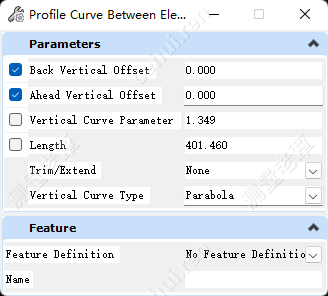 Profile Curve Between Ele...
Parameters
Back Vertical Offset 0.000
Ahead Vertical Offset 0.000
Vertical Curve Parameter 1.349
Length 401.460
Trim/Extend None
Vertical Curve Type Parabola
Feature
Feature Definition No Feature Definitio
Name